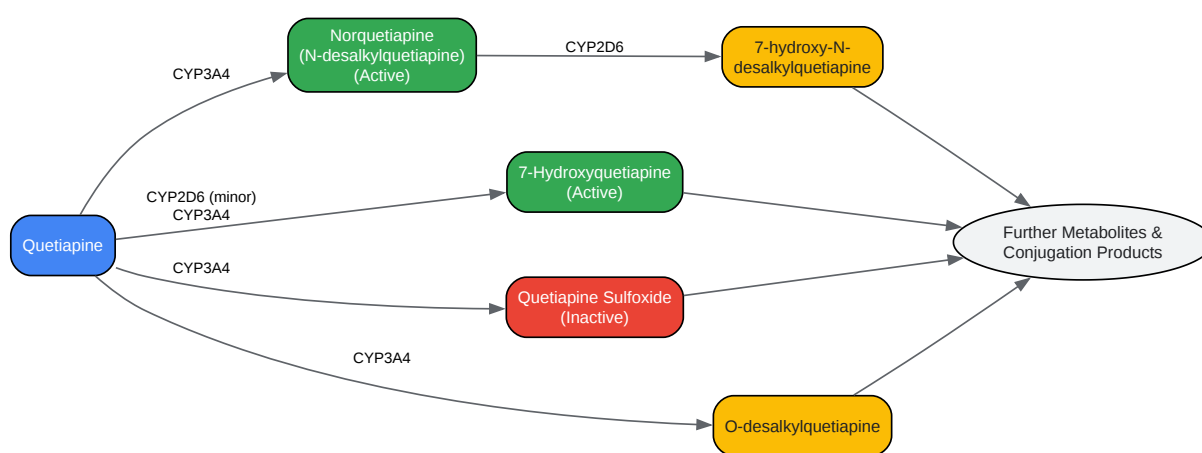 Norquetiapine
(N-desalkylquetiapine)
(Active)
CYP2D6
7-hydroxy-N-
desalkylquetiapine
CYP3A4
7-Hydroxyquetiapine
(Active)
CYP2D6 (minor)
CYP3A4
Quetiapine
Further Metabolites &
Conjugation Products
CYP3A4
Quetiapine Sulfoxide
(Inactive)
CYP3A4
O-desalkylquetiapine